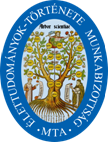 Arbor scientiae
ÉLETTUDOMÁNYOK-TÖRTÉNETE MUNKABIZOTTSÁG
·MTA·